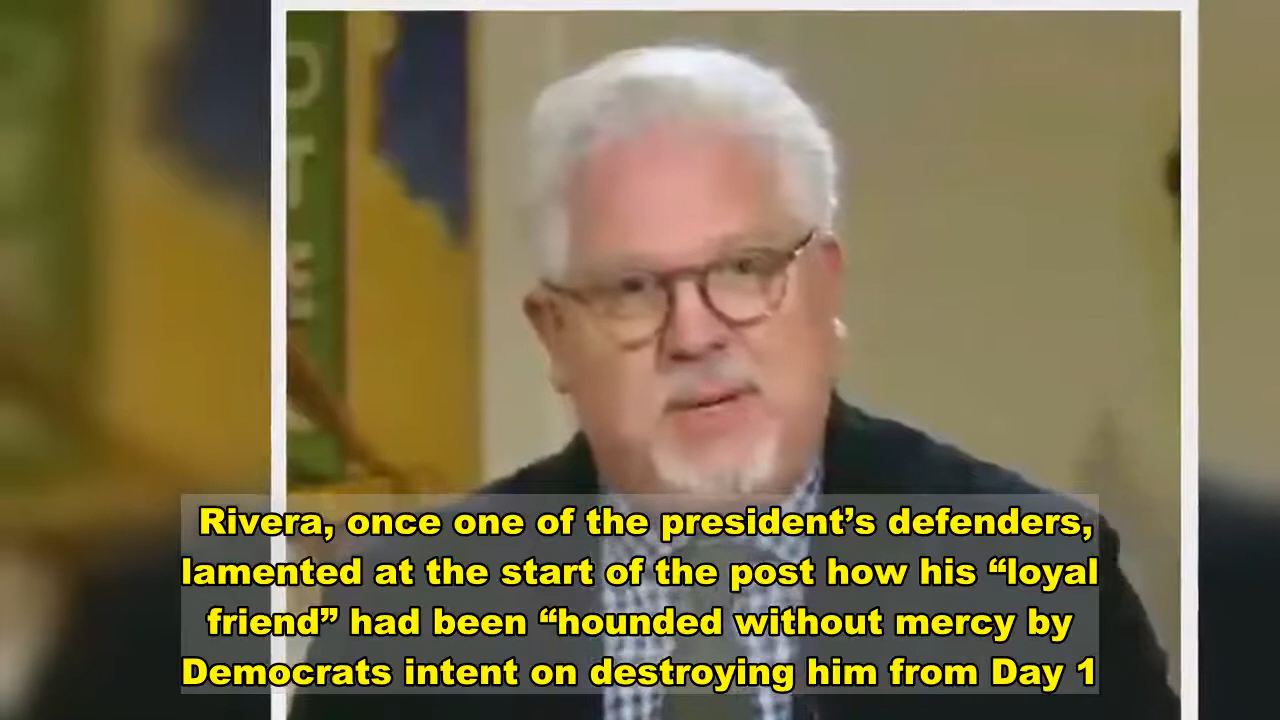 OTE
Rivera, once one of the president’s defenders,
lamented at the start of the post how his “loyal
friend” had been “hounded without mercy by
Democrats intent on destroying him from Day 1